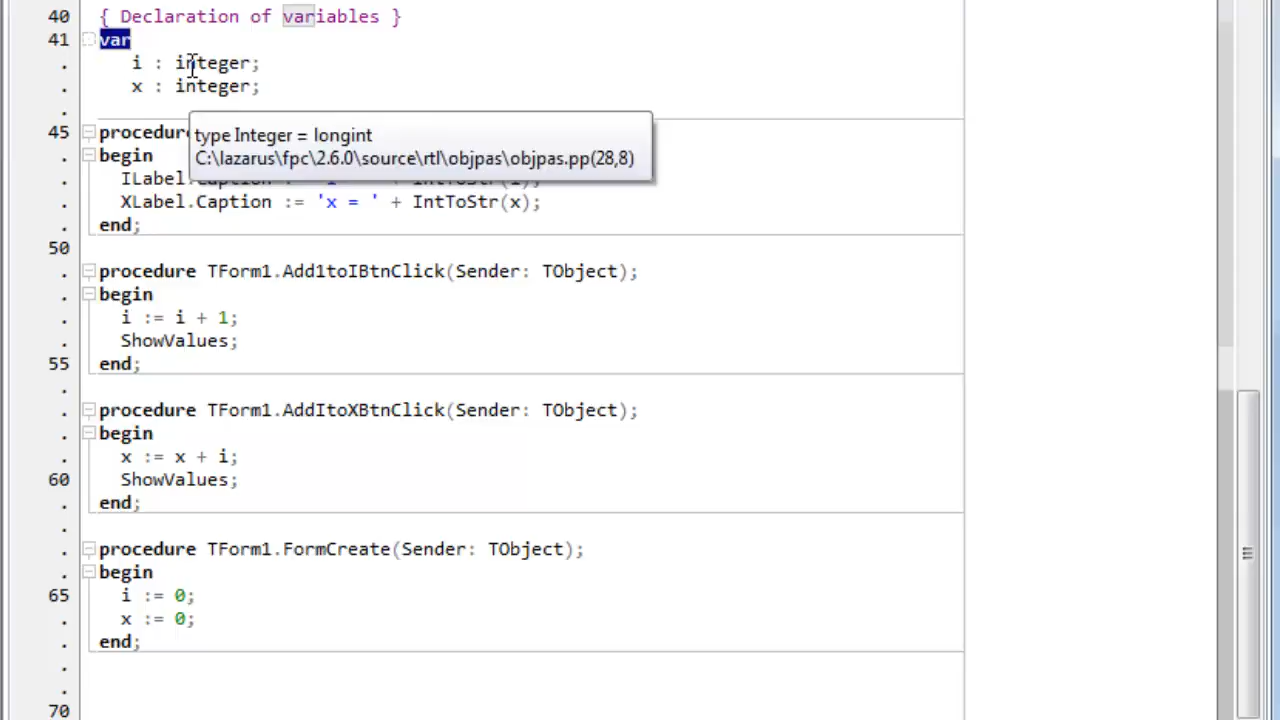 40 { Declaration of variables }
41 var
. i : integer;
. x : integer;
.
45 procedure
type Integer = longint
. begin
C:\lazarus\fpc\2.6.0\source\rtl\objpas\objpas.pp(28,8)
. ILabel.Caption := IntToStr(i);
. XLabel.Caption := 'x = ' + IntToStr(x);
. end;
50
. procedure TForm1.Add1toIBtnClick(Sender: TObject);
. begin
. i := i + 1;
. ShowValues;
55 end;
.
. procedure TForm1.AddItoXBtnClick(Sender: TObject);
. begin
. x := x + i;
60 ShowValues;
. end;
.
. procedure TForm1.FormCreate(Sender: TObject);
. begin
65 i := 0;
. x := 0;
. end;
.
.
70